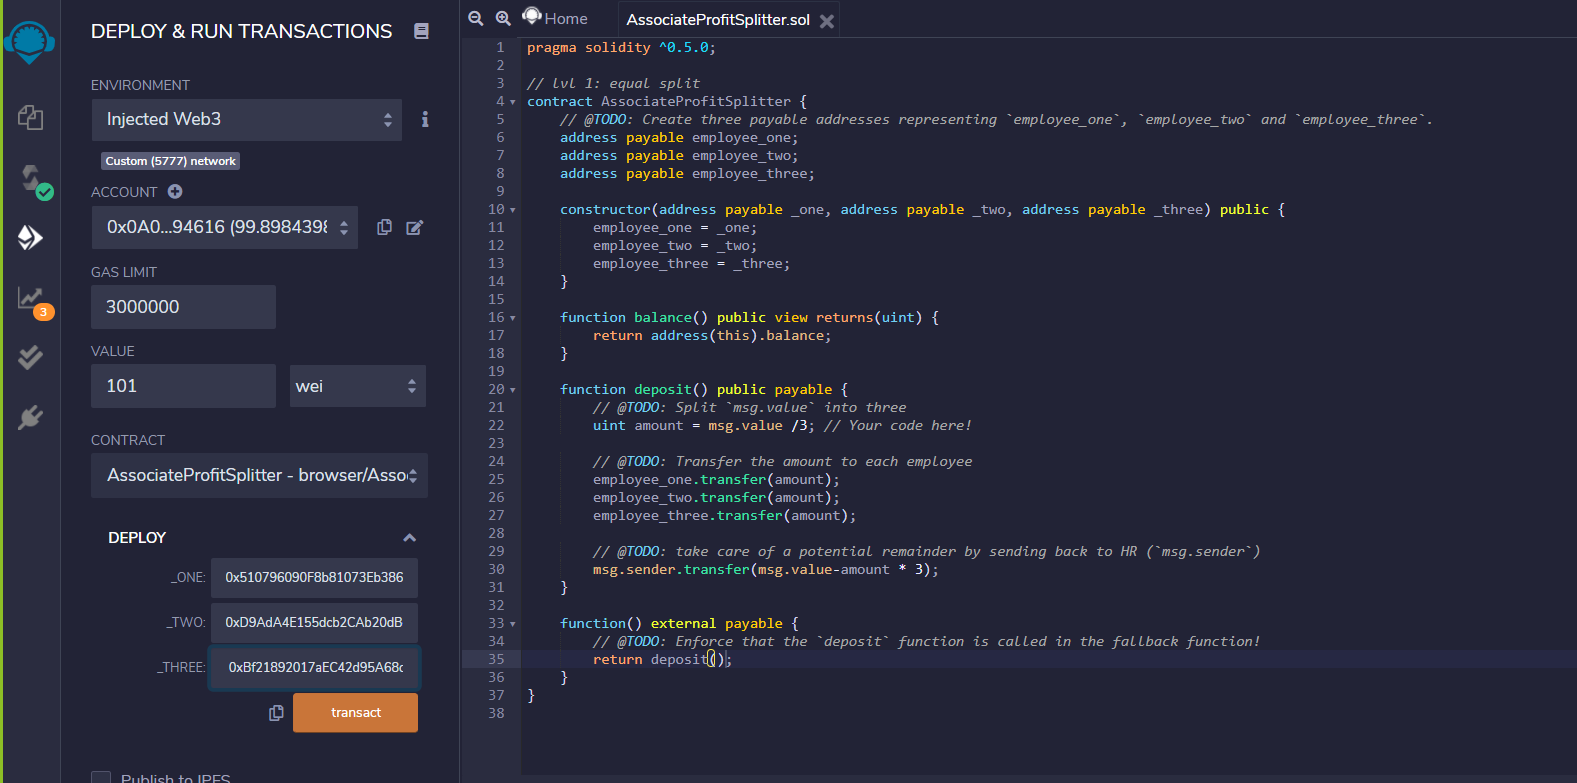 DEPLOY & RUN TRANSACTIONS
ENVIRONMENT
Injected Web3
Custom (5777) network
ACCOUNT
0x0A0...94616 (99.8984398
GAS LIMIT
3000000
VALUE
101 wei
CONTRACT
AssociateProfitSplitter - browser/Asso
DEPLOY
_ONE: 0x510796090F8b81073Eb386
_TWO: 0xD9AdA4E155dcb2CAb20dB
_THREE: 0xBf21892017aEC42d95A68c
transact
Publish to IPFS
3
Home
AssociateProfitSplitter.sol
1 pragma solidity ^0.5.0;
2
3 // lvl 1: equal split
4 contract AssociateProfitSplitter {
5 // @TODO: Create three payable addresses representing `employee_one`, `employee_two` and `employee_three`.
6 address payable employee_one;
7 address payable employee_two;
8 address payable employee_three;
9
10 constructor(address payable _one, address payable _two, address payable _three) public {
11 employee_one = _one;
12 employee_two = _two;
13 employee_three = _three;
14 }
15
16 function balance() public view returns(uint) {
17 return address(this).balance;
18 }
19
20 function deposit() public payable {
21 // @TODO: Split `msg.value` into three
22 uint amount = msg.value /3; // Your code here!
23
24 // @TODO: Transfer the amount to each employee
25 employee_one.transfer(amount);
26 employee_two.transfer(amount);
27 employee_three.transfer(amount);
28
29 // @TODO: take care of a potential remainder by sending back to HR (`msg.sender`)
30 msg.sender.transfer(msg.value-amount * 3);
31 }
32
33 function() external payable {
34 // @TODO: Enforce that the `deposit` function is called in the fallback function!
35 return deposit();
36 }
37 }
38